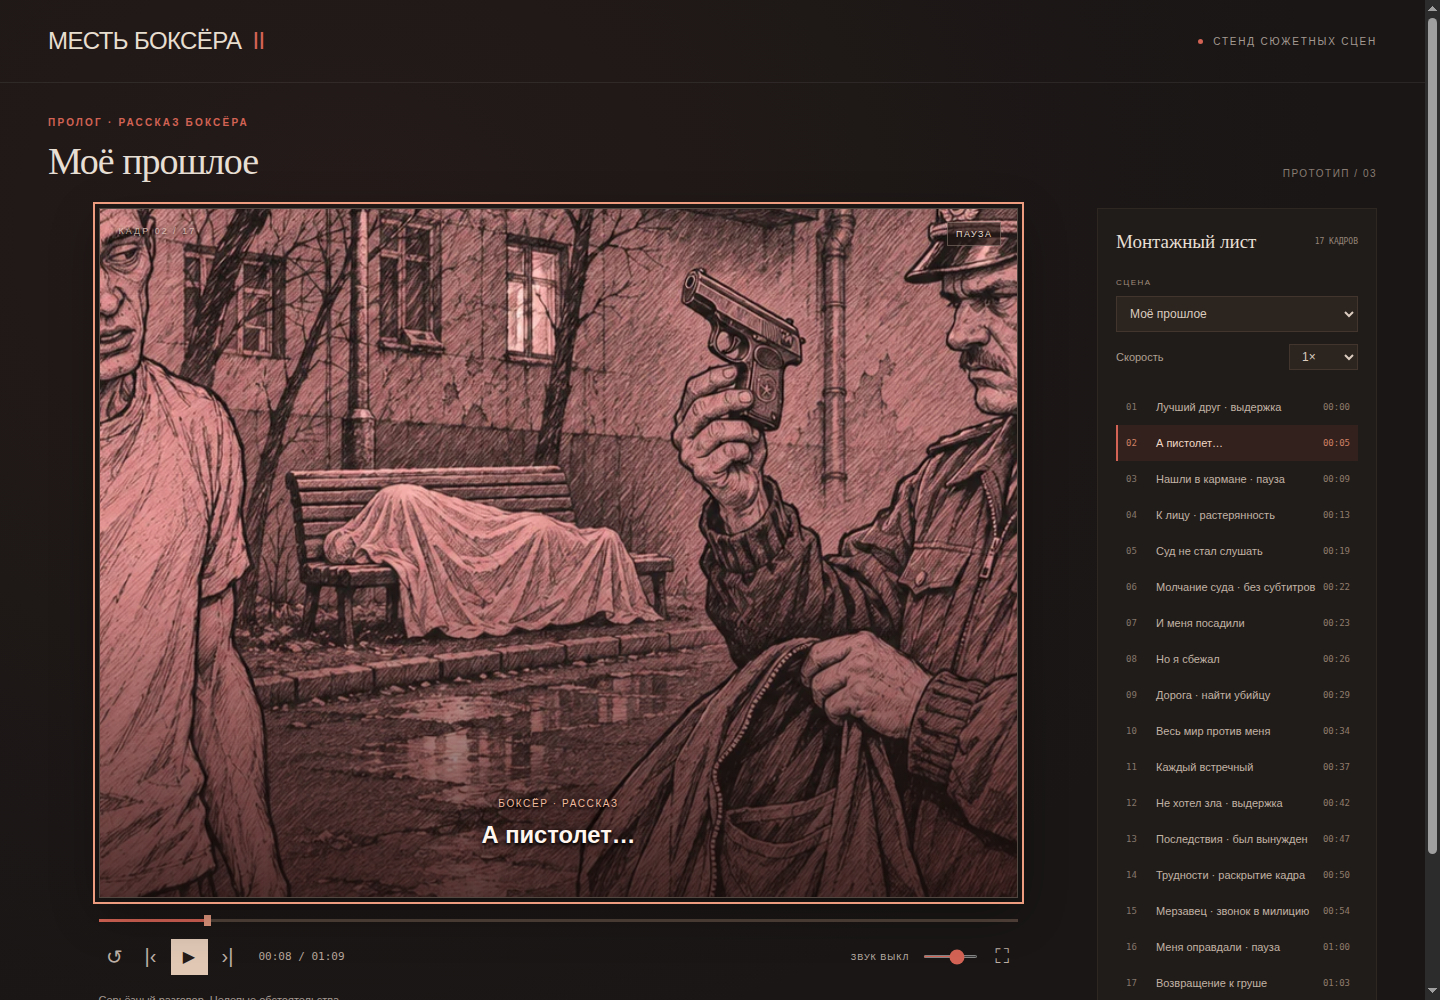 МЕСТЬ БОКСЁРА II
СТЕНД СЮЖЕТНЫХ СЦЕН
ПРОЛОГ · РАССКАЗ БОКСЁРА
Моё прошлое
ПРОТОТИП / 03
КАДР 02 / 17
ПАУЗА
БОКСЁР · РАССКАЗ
А пистолет...
00:08 / 01:09
ЗВУК ВЫКЛ
Серьёзный разговор. Нелепые обстоятельства.
Монтажный лист
17 КАДРОВ
СЦЕНА
Моё прошлое
Скорость
1×
01 Лучший друг · выдержка 00:00
02 А пистолет... 00:05
03 Нашли в кармане · пауза 00:09
04 К лицу · растерянность 00:13
05 Суд не стал слушать 00:19
06 Молчание суда · без субтитров 00:22
07 И меня посадили 00:23
08 Но я сбежал 00:26
09 Дорога · найти убийцу 00:29
10 Весь мир против меня 00:34
11 Каждый встречный 00:37
12 Не хотел зла · выдержка 00:42
13 Последствия · был вынужден 00:47
14 Трудности · раскрытие кадра 00:50
15 Мерзавец · звонок в милицию 00:54
16 Меня оправдали · пауза 01:00
17 Возвращение к груше 01:03